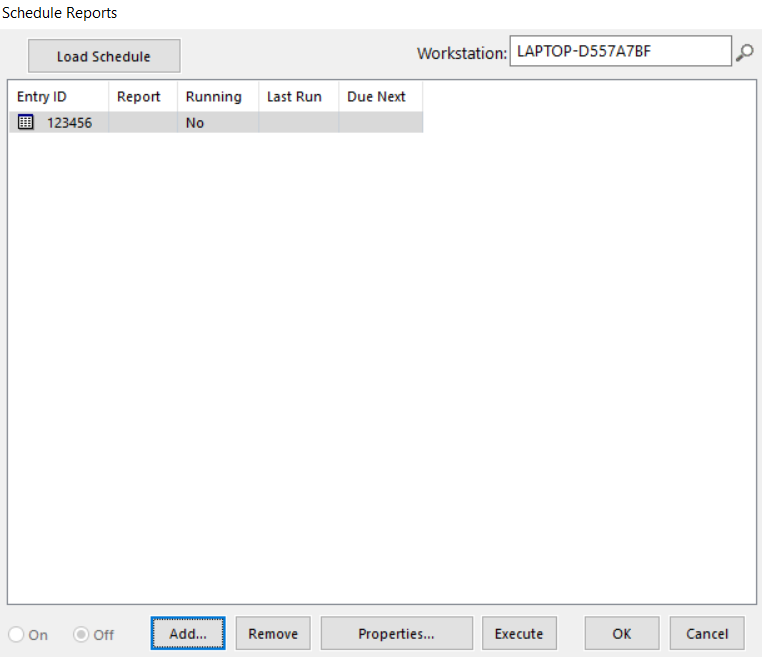 Schedule Reports
Load Schedule
Workstation: LAPTOP-D557A7BF
Entry ID Report Running Last Run Due Next
123456 No
On Off Add... Remove Properties... Execute OK Cancel